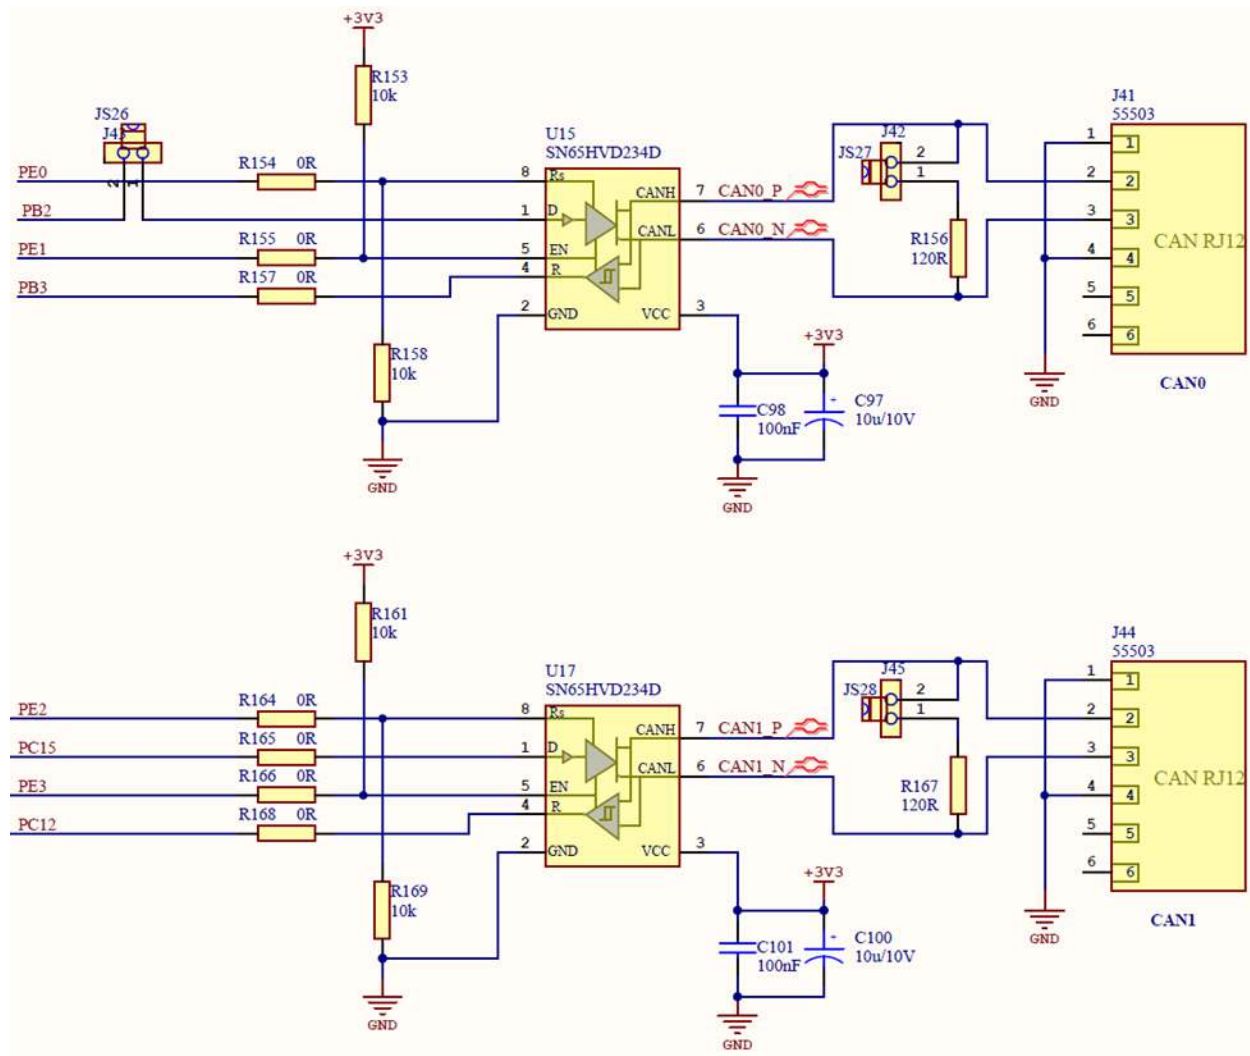 +3V3
R153
10k
JS26
J43
2
1
PE0
R154 0R
PB2
PE1
R155 0R
PB3
R157 0R
R158
10k
GND
U15
SN65HVD234D
8 Rs
1 D
5 EN
4 R
2 GND
CANH 7 CAN0_P
CANL 6 CAN0_N
VCC 3
+3V3
C98
100nF
C97
10u/10V
GND
J42
JS27
2
1
R156
120R
J41
55503
1 1
2 2
3 3
4 4
5 5
6 6
CAN RJ12
GND
CAN0
+3V3
R161
10k
PE2
R164 0R
PC15
R165 0R
PE3
R166 0R
PC12
R168 0R
R169
10k
GND
U17
SN65HVD234D
8 Rs
1 D
5 EN
4 R
2 GND
CANH 7 CAN1_P
CANL 6 CAN1_N
VCC 3
+3V3
C101
100nF
C100
10u/10V
GND
J45
JS28
2
1
R167
120R
J44
55503
1 1
2 2
3 3
4 4
5 5
6 6
CAN RJ12
GND
CAN1